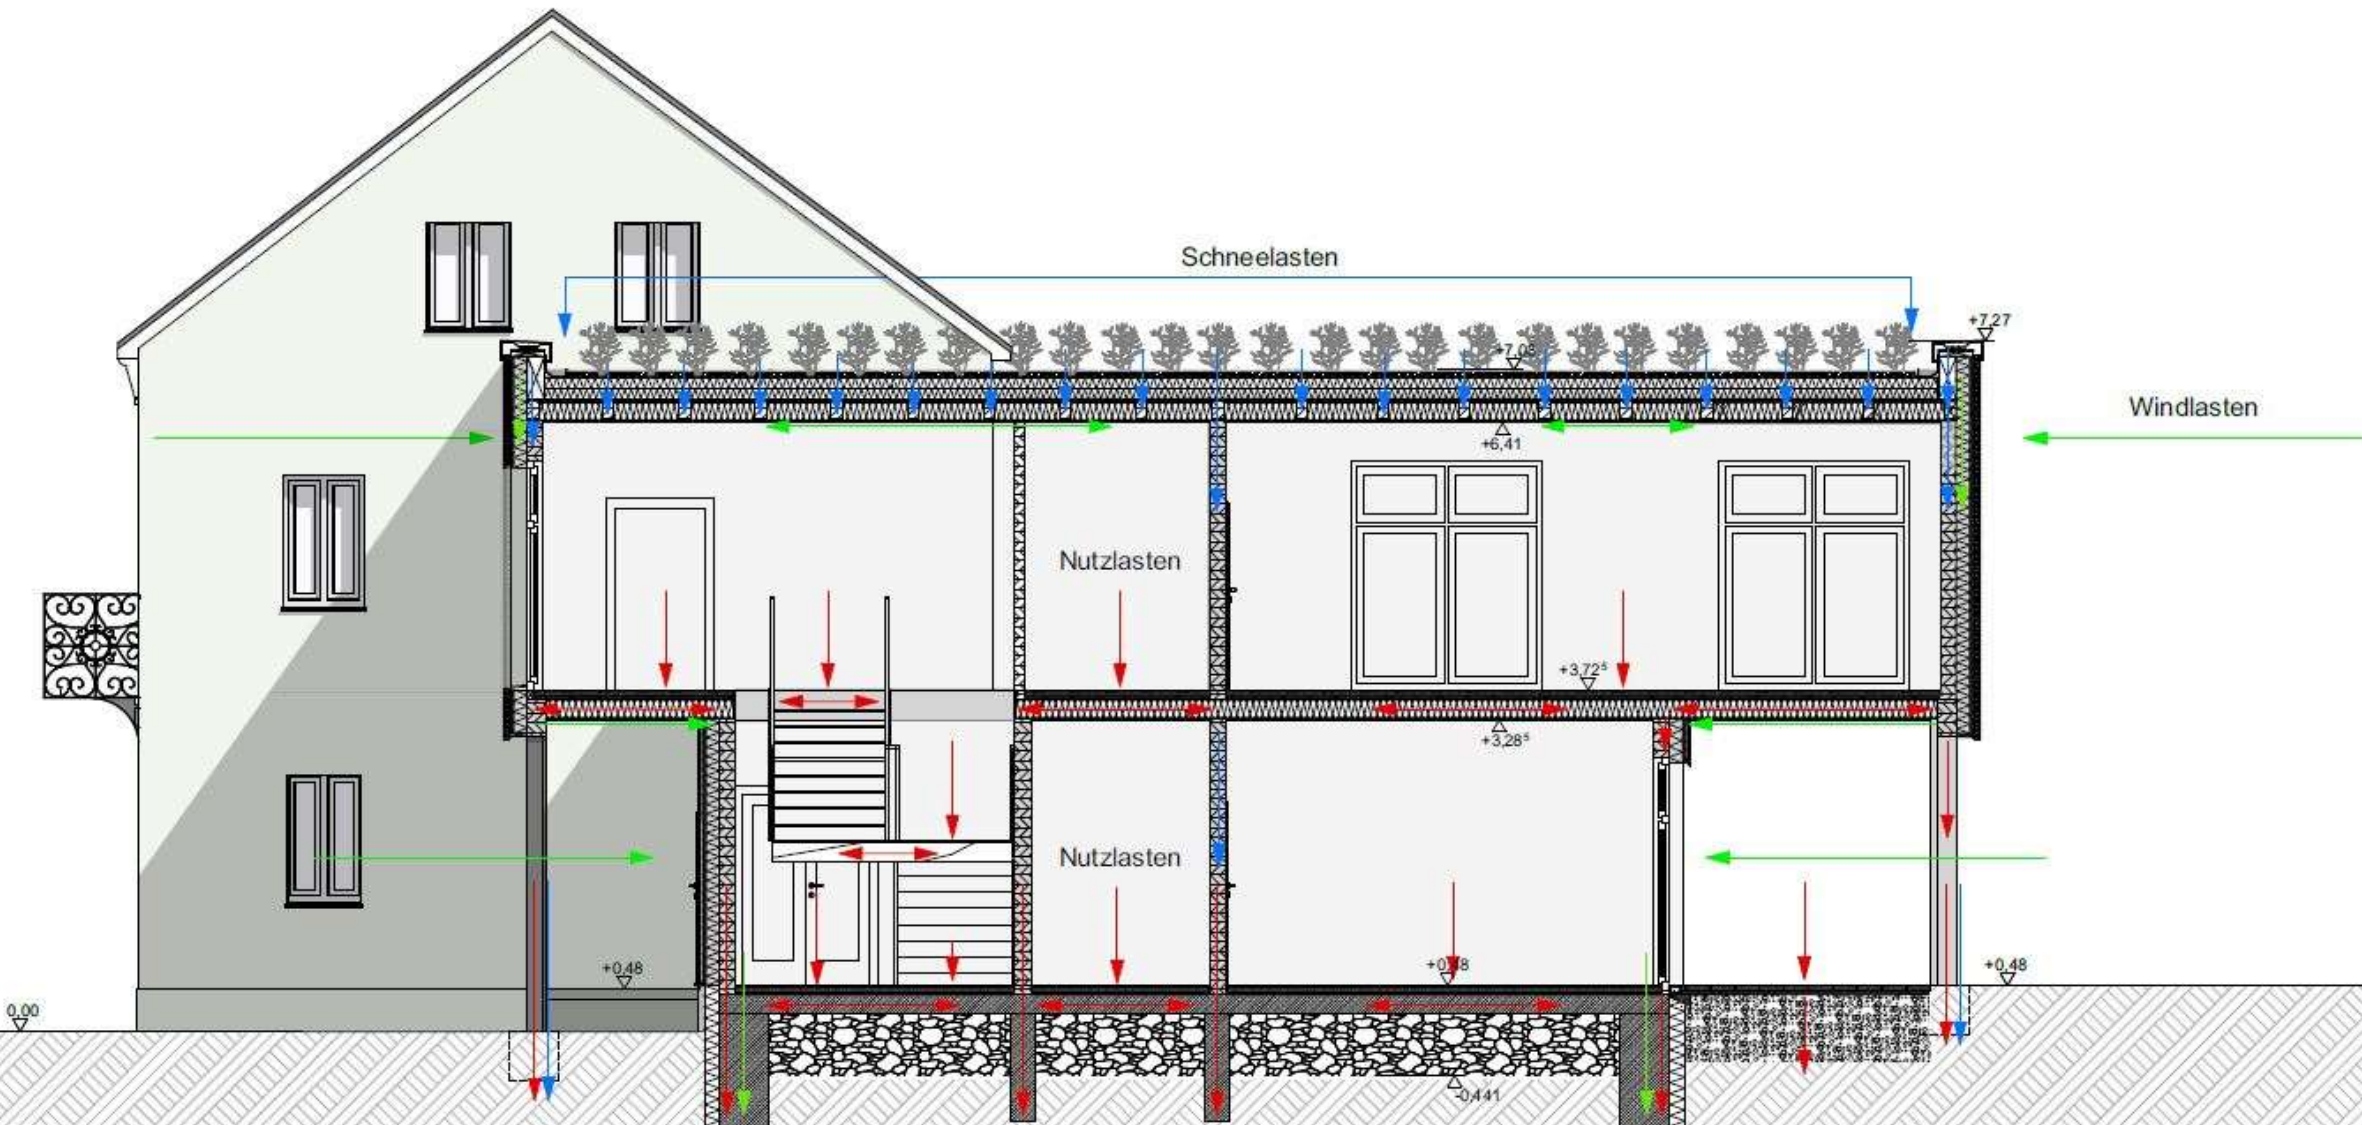 Schneelasten
+7,27
+7,03
Windlasten
+6,41
Nutzlasten
+3,72⁵
+3,28⁵
Nutzlasten
+0,48
+0,48
+0,48
0,00
-0,441